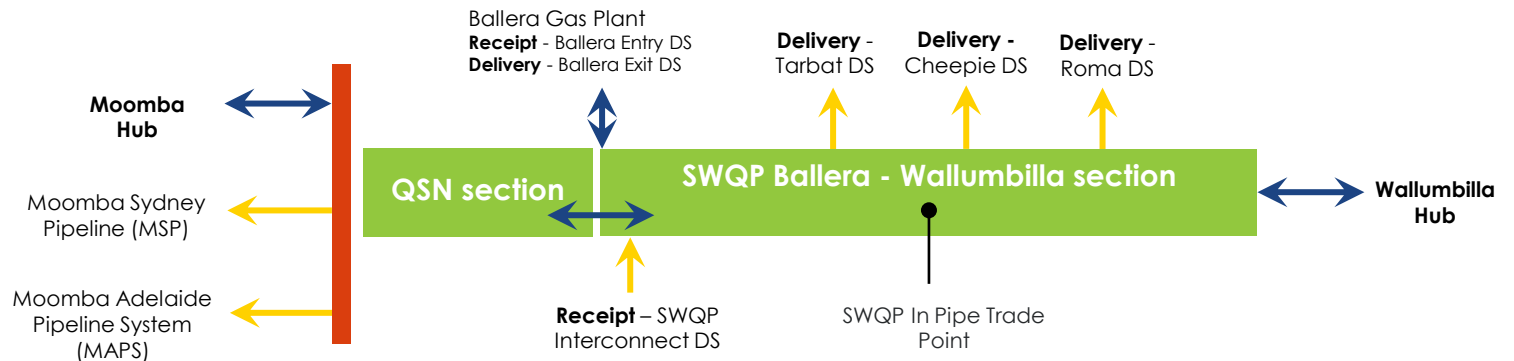 Ballera Gas Plant
Receipt - Ballera Entry DS
Delivery - Ballera Exit DS
Delivery -
Tarbat DS
Delivery -
Cheepie DS
Delivery -
Roma DS
Moomba
Hub
QSN section
SWQP Ballera - Wallumbilla section
Wallumbilla
Hub
Moomba Sydney
Pipeline (MSP)
Moomba Adelaide
Pipeline System
(MAPS)
Receipt – SWQP
Interconnect DS
SWQP In Pipe Trade
Point